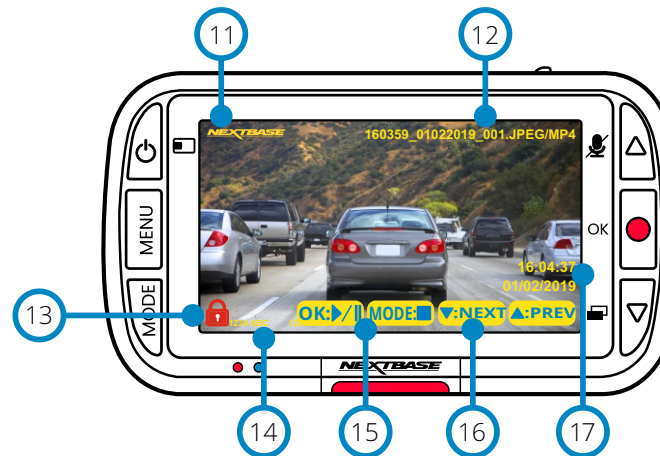 11
12
NEXTBASE
160359_01022019_001.JPEG/MP4
MENU
OK
16:04:37
01/02/2019
MODE
13
OK:▶/II
MODE:■
▼:NEXT
▲:PREV
NEXTBASE
14
15
16
17